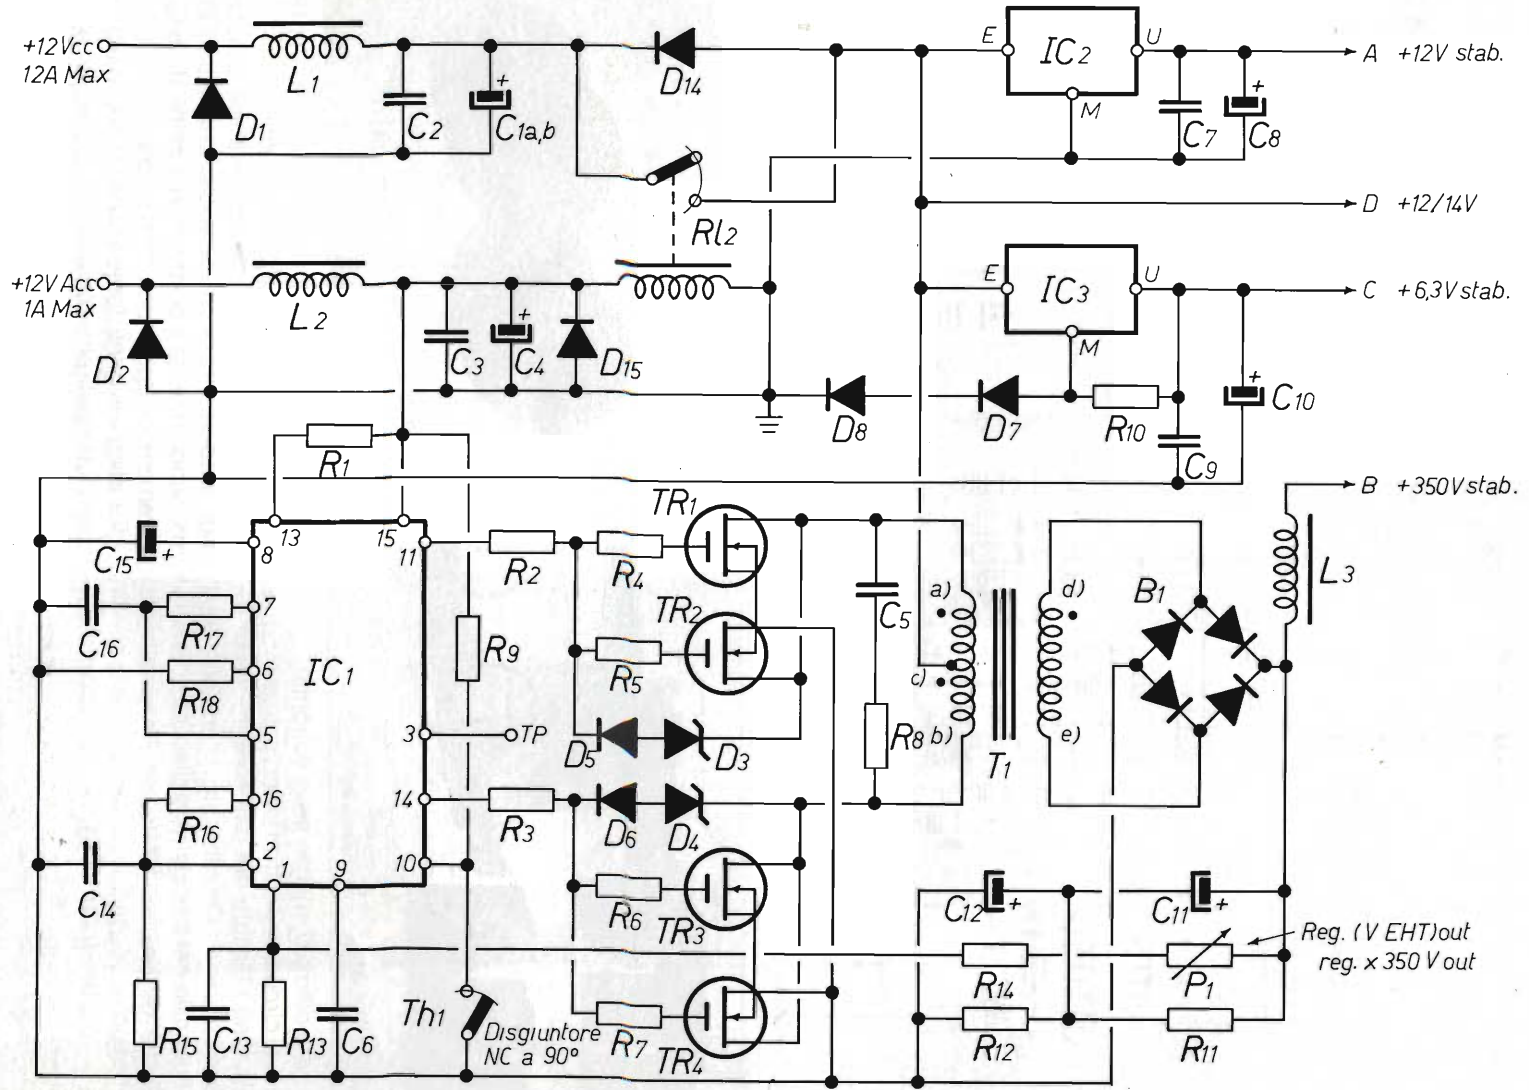 +12Vcc
12A Max
L1
D1
C2
+
C1a,b
D14
E
IC2
U
M
C7
+
C8
A +12V stab.
Rl2
D +12/14V
+12V Acc
1A Max
L2
D2
C3
+
C4
D15
E
IC3
U
M
C +6,3V stab.
D8
D7
R10
C9
+
C10
R1
B +350V stab.
TR1
C15
+
8
13
15
11
R2
R4
L3
C16
R17
7
TR2
C5
a)
d)
B1
R18
6
IC1
R9
R5
c)
5
3
TP
D5
D3
R8
b)
T1
e)
R16
16
14
R3
D6
D4
C14
2
1
9
10
R6
TR3
C12
+
C11
+
Reg. (V EHT) out
reg. x 350 V out
R14
P1
R15
C13
R13
C6
Th1
Disgiuntore
NC a 90°
R7
TR4
R12
R11